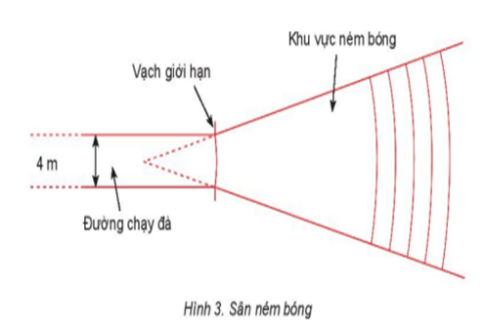 Khu vực ném bóng
Vạch giới hạn
4 m
Đường chạy đà
Hình 3. Sân ném bóng